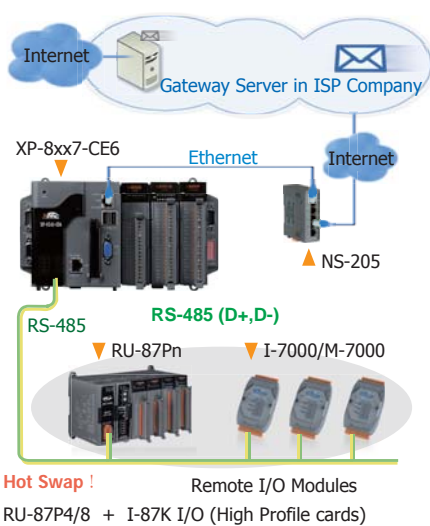 Internet
Gateway Server in ISP Company
XP-8xx7-CE6
Ethernet
Internet
NS-205
RS-485
RS-485 (D+,D-)
RU-87Pn
I-7000/M-7000
Hot Swap !
Remote I/O Modules
RU-87P4/8 + I-87K I/O (High Profile cards)